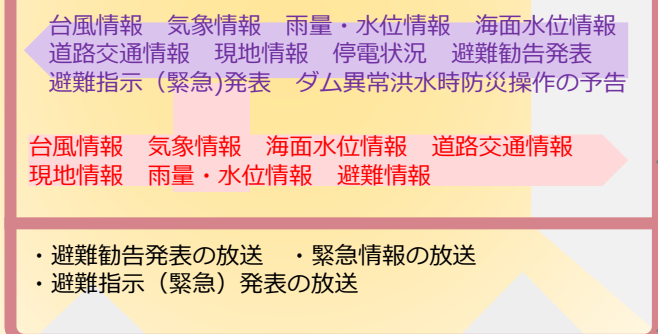 台風情報　気象情報　雨量・水位情報　海面水位情報
道路交通情報　現地情報　停電状況　避難勧告発表
避難指示（緊急)発表　ダム異常洪水時防災操作の予告
台風情報　気象情報　海面水位情報　道路交通情報
現地情報　雨量・水位情報　避難情報
・避難勧告発表の放送　・緊急情報の放送
・避難指示（緊急）発表の放送